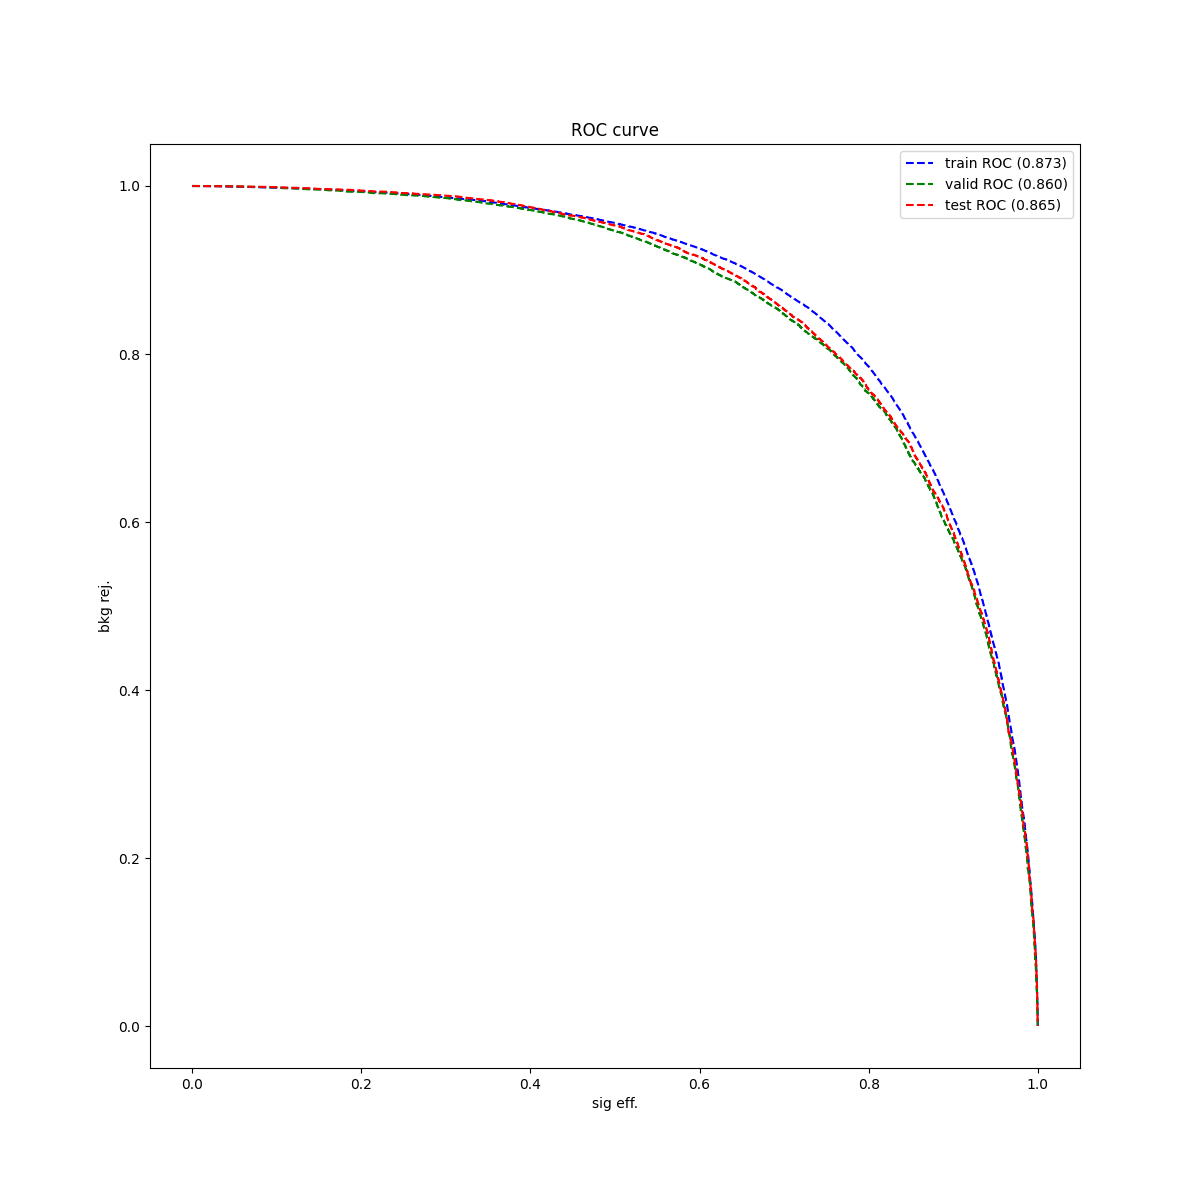 ROC curve
train ROC (0.873)
valid ROC (0.860)
test ROC (0.865)
1.0
0.8
0.6
0.4
0.2
0.0
bkg rej.
0.0 0.2 0.4 0.6 0.8 1.0
sig eff.